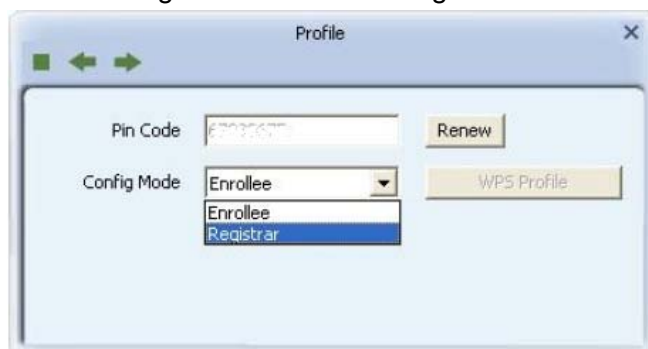 Profile
Pin Code
Renew
Config Mode
Enrollee
WPS Profile
Enrollee
Registrar